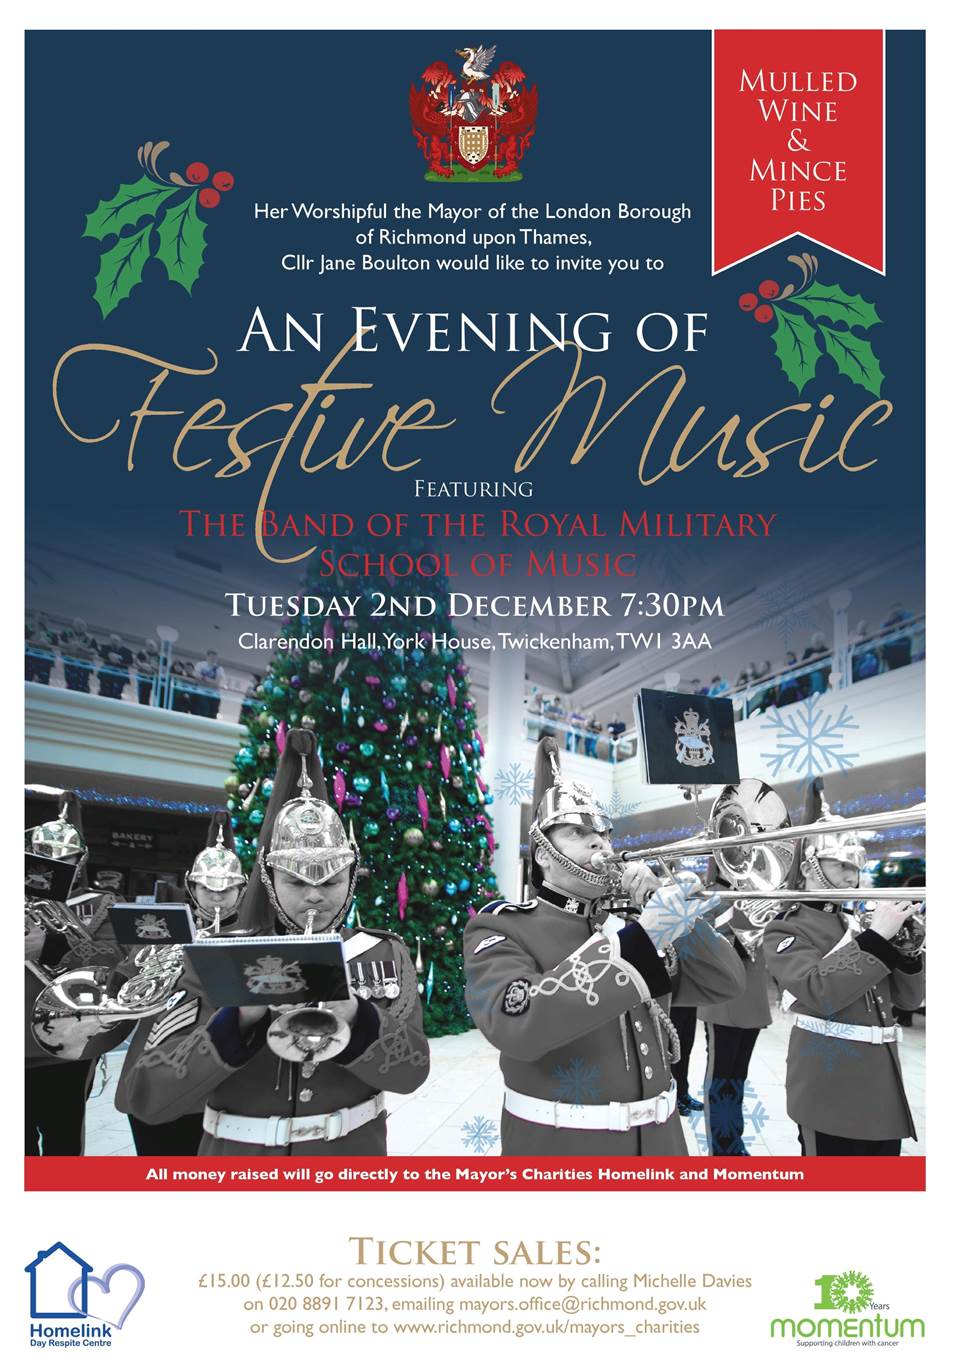 Mulled
Wine
&
Mince
Pies
Her Worshipful the Mayor of the London Borough
of Richmond upon Thames,
Cllr Jane Boulton would like to invite you to
An Evening of
Festive Music
Featuring
The Band of the Royal Military
School of Music
Tuesday 2nd December 7:30pm
Clarendon Hall, York House, Twickenham, TW1 3AA
BAKERY
All money raised will go directly to the Mayor's Charities Homelink and Momentum
Ticket sales:
£15.00 (£12.50 for concessions) available now by calling Michelle Davies
on 020 8891 7123, emailing mayors.office@richmond.gov.uk
or going online to www.richmond.gov.uk/mayors_charities
Homelink
Day Respite Centre
10 Years
momentum
Supporting children with cancer